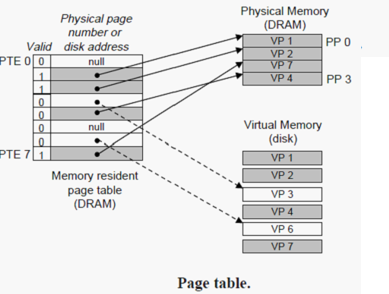 Physical page
number or
Valid disk address
PTE 0 0 null
1
1
0
0
0 null
0
PTE 7 1
Memory resident
page table
(DRAM)
Physical Memory
(DRAM)
VP 1 PP 0
VP 2
VP 7
VP 4 PP 3
Virtual Memory
(disk)
VP 1
VP 2
VP 3
VP 4
VP 6
VP 7
Page table.